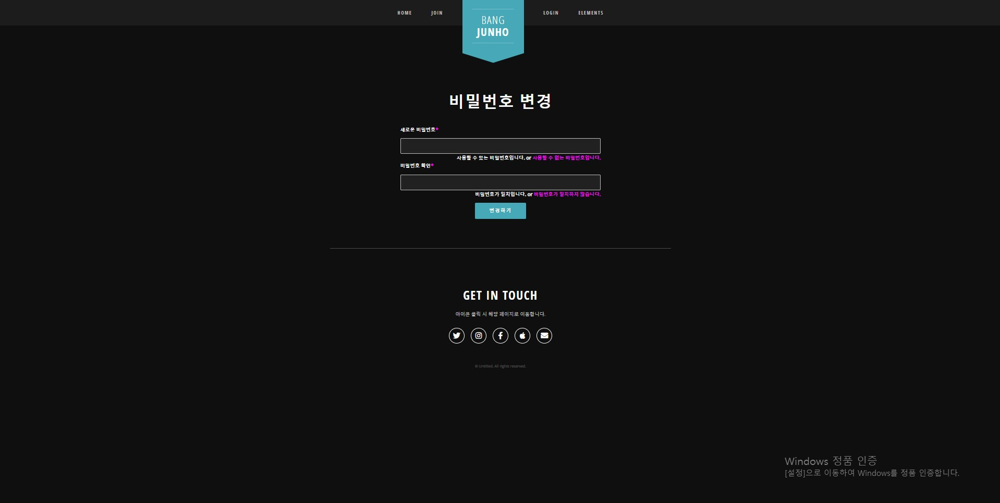 HOME JOIN BANG JUNHO LOGIN ELEMENTS
비밀번호 변경
새로운 비밀번호*
사용할 수 있는 비밀번호입니다. or 사용할 수 없는 비밀번호입니다.
비밀번호 확인*
비밀번호가 일치입니다. or 비밀번호가 일치하지 않습니다.
변경하기
GET IN TOUCH
아이콘 클릭 시 해당 페이지로 이동합니다.
© Untitled. All rights reserved.
Windows 정품 인증
[설정]으로 이동하여 Windows를 정품 인증합니다.